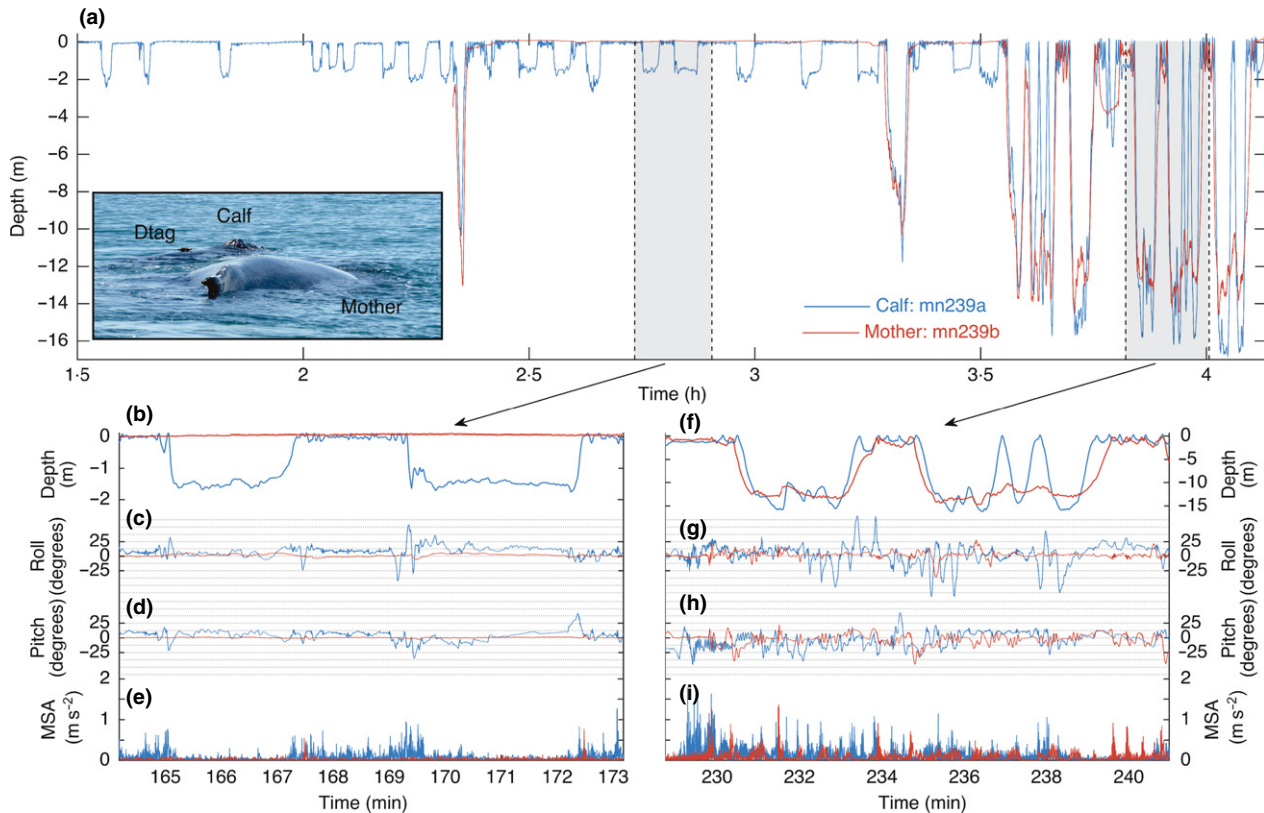 (a)
0
−2
−4
−6
−8
−10
−12
−14
−16
Depth (m)
Calf
Dtag
Mother
Calf: mn239a
Mother: mn239b
1·5 2 2·5 3 3·5 4
Time (h)
(b)
0
−1
−2
Depth
(m)
(c)
25
0
−25
Roll
(degrees)
(d)
25
0
−25
Pitch
(degrees)
(e)
2
1
0
MSA
(m s−2)
165 166 167 168 169 170 171 172 173
Time (min)
(f)
0
−5
−10
−15
Depth
(m)
(g)
25
0
−25
Roll
(degrees)
(h)
25
0
−25
Pitch
(degrees)
(i)
2
1
0
MSA
(m s−2)
230 232 234 236 238 240
Time (min)